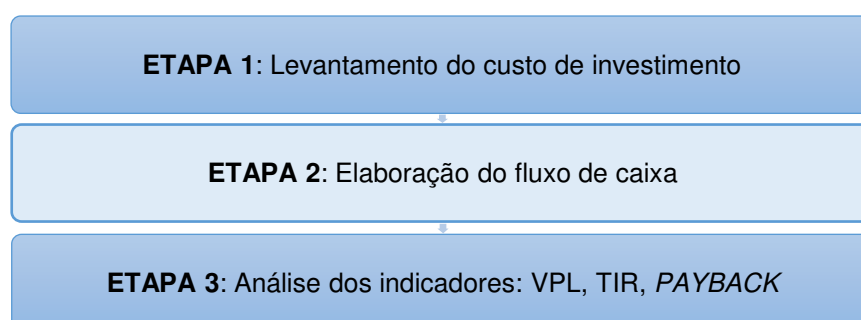 ETAPA 1: Levantamento do custo de investimento
ETAPA 2: Elaboração do fluxo de caixa
ETAPA 3: Análise dos indicadores: VPL, TIR, PAYBACK